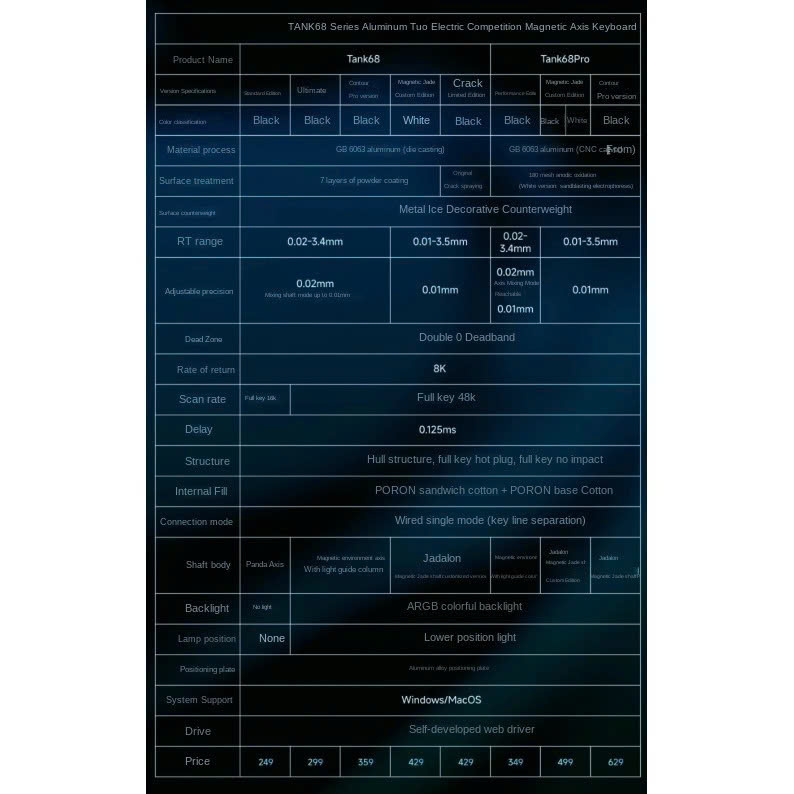 TANK68 Series Aluminum Tuo Electric Competition Magnetic Axis Keyboard
Product Name Tank68 Tank68Pro
Version Specifications Standard Edition Ultimate Contour Pro version Magnetic Jade Custom Edition Crack Limited Edition Performance Magnetic Jade Custom Edition Contour Pro version
Color classification Black Black Black White Black Black Black White Black
Material process GB 6063 aluminum (die casting) GB 6063 aluminum (CNC
Surface treatment 7 layers of powder coating Original Crack spraying 180 mesh anodic oxidation (White version: sandblasting electrophoresis)
Surface counterweight Metal Ice Decorative Counterweight
RT range 0.02-3.4mm 0.01-3.5mm 0.02-3.4mm 0.01-3.5mm
Adjustable precision 0.02mm Mixing shaft mode up to 0.01mm 0.01mm 0.02mm Axis Mixing Mode Reachable 0.01mm 0.01mm
Dead Zone Double 0 Deadband
Rate of return 8K
Scan rate Full key 16k Full key 48k
Delay 0.125ms
Structure Hull structure, full key hot plug, full key no impact
Internal Fill PORON sandwich cotton + PORON base Cotton
Connection mode Wired single mode (key line separation)
Shaft body Panda Axis Magnetic environment axis With light guide column Jadalon Magnetic Jade shaft customized version Magnetic With light guide Jadalon Magnetic Jade Custom Edition Jadalon Magnetic Jade shaft
Backlight No light ARGB colorful backlight
Lamp position None Lower position light
Positioning plate Aluminum alloy positioning plate
System Support Windows/MacOS
Drive Self-developed web driver
Price 249 299 359 429 429 349 499 629